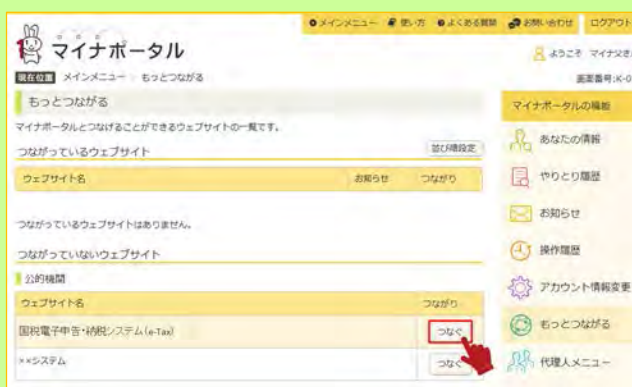 メインメニュー 使い方 よくある質問 お問い合わせ ログアウト
マイナポータル
ようこそ マイナ父さ
現在位置 メインメニュー もっとつながる
画面番号:K-0
もっとつながる
マイナポータルとつなげることができるウェブサイトの一覧です。
つながっているウェブサイト
並び順設定
ウェブサイト名 お知らせ つながり
つながっているウェブサイトはありません。
つながっていないウェブサイト
公的機関
ウェブサイト名 つながり
国税電子申告・納税システム(e-Tax) つなぐ
××システム つなぐ
マイナポータルの機能
あなたの情報
やりとり履歴
お知らせ
操作履歴
アカウント情報変更
もっとつながる
代理人メニュー